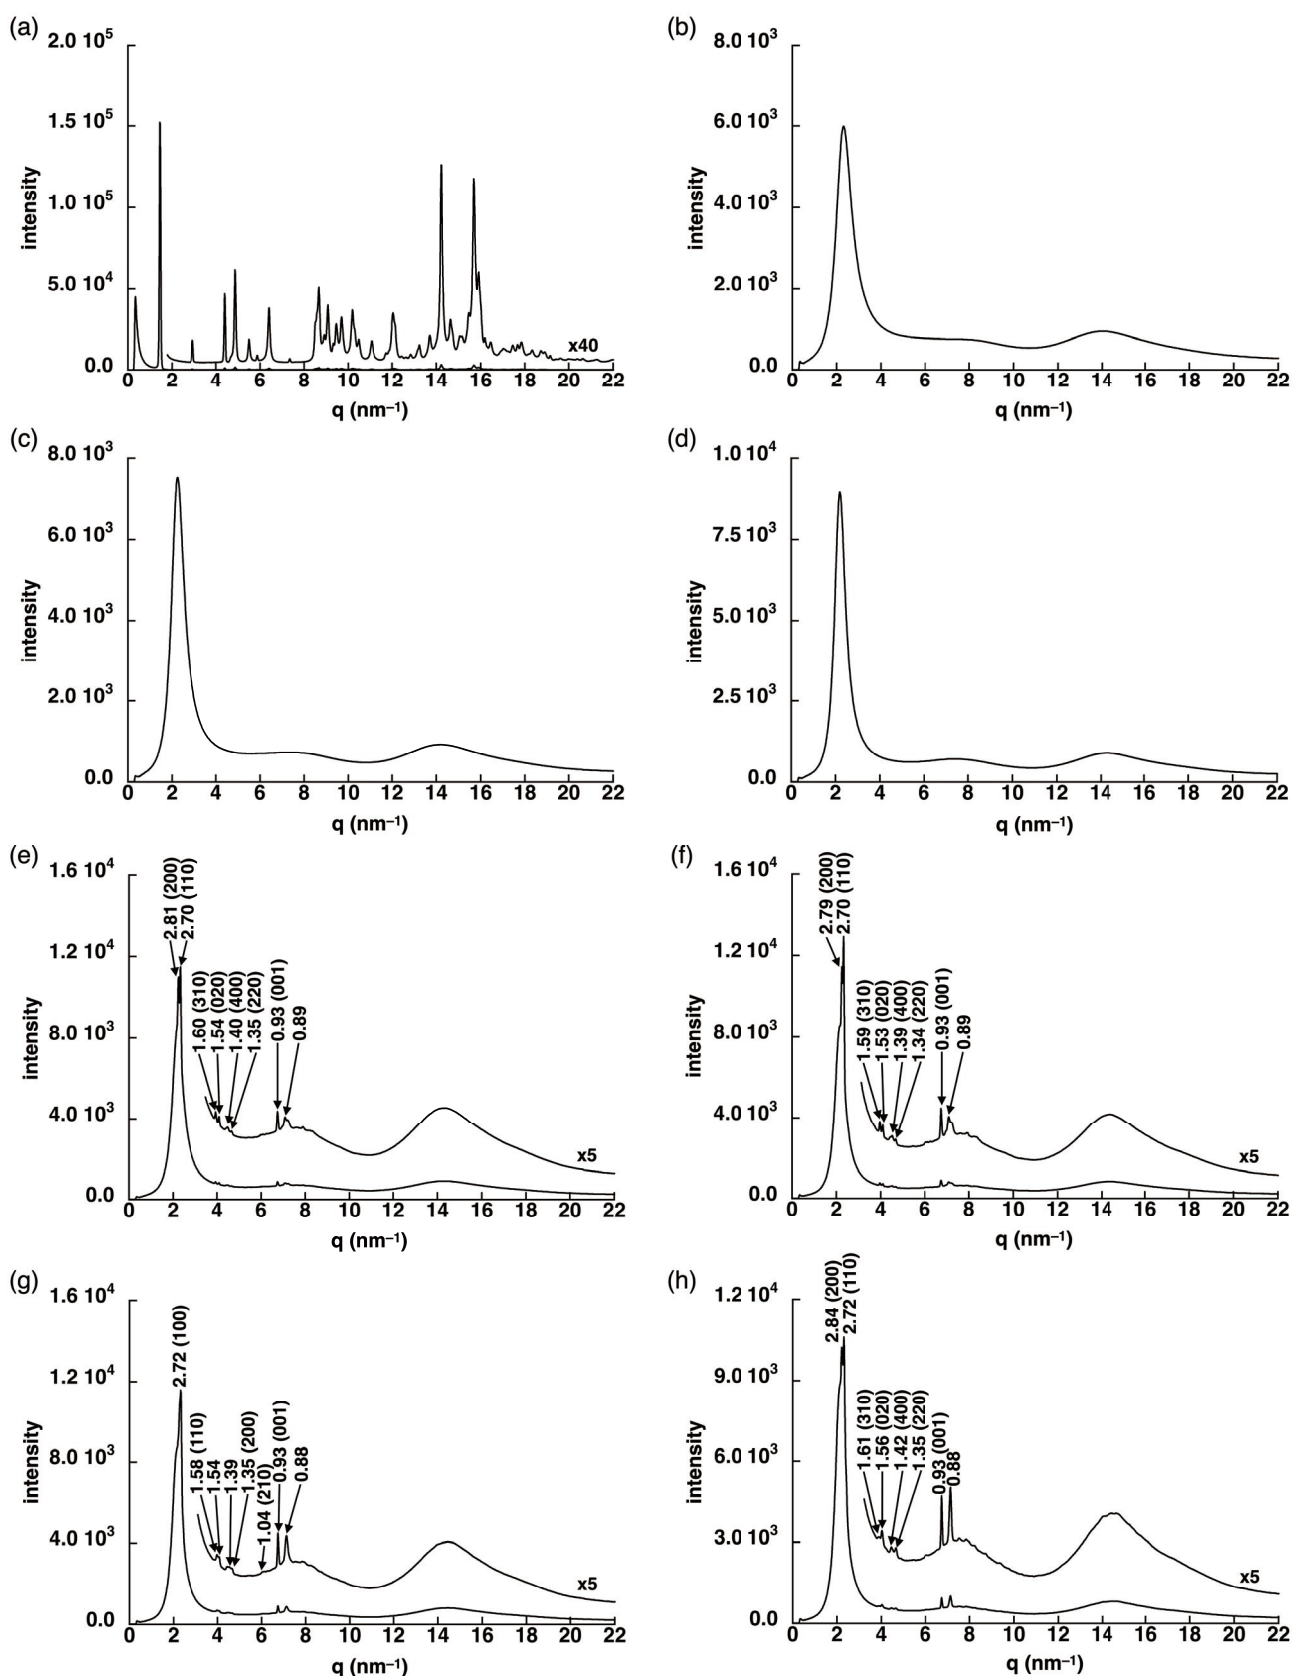 (a)
2.0 10⁵
1.5 10⁵
1.0 10⁵
5.0 10⁴
0.0
intensity
x40
0 2 4 6 8 10 12 14 16 18 20 22
q (nm⁻¹)
(b)
8.0 10³
6.0 10³
4.0 10³
2.0 10³
0.0
intensity
0 2 4 6 8 10 12 14 16 18 20 22
q (nm⁻¹)
(c)
8.0 10³
6.0 10³
4.0 10³
2.0 10³
0.0
intensity
0 2 4 6 8 10 12 14 16 18 20 22
q (nm⁻¹)
(d)
1.0 10⁴
7.5 10³
5.0 10³
2.5 10³
0.0
intensity
0 2 4 6 8 10 12 14 16 18 20 22
q (nm⁻¹)
(e)
1.6 10⁴
1.2 10⁴
8.0 10³
4.0 10³
0.0
intensity
2.81 (200)
2.70 (110)
1.60 (310)
1.54 (020)
1.40 (400)
1.35 (220)
0.93 (001)
0.89
x5
0 2 4 6 8 10 12 14 16 18 20 22
q (nm⁻¹)
(f)
1.6 10⁴
1.2 10⁴
8.0 10³
4.0 10³
0.0
intensity
2.79 (200)
2.70 (110)
1.59 (310)
1.53 (020)
1.39 (400)
1.34 (220)
0.93 (001)
0.89
x5
0 2 4 6 8 10 12 14 16 18 20 22
q (nm⁻¹)
(g)
1.6 10⁴
1.2 10⁴
8.0 10³
4.0 10³
0.0
intensity
2.72 (100)
1.58 (110)
1.54
1.39
1.35 (200)
1.04 (210)
0.93 (001)
0.88
x5
0 2 4 6 8 10 12 14 16 18 20 22
q (nm⁻¹)
(h)
1.2 10⁴
9.0 10³
6.0 10³
3.0 10³
0.0
intensity
2.84 (200)
2.72 (110)
1.61 (310)
1.56 (020)
1.42 (400)
1.35 (220)
0.93 (001)
0.88
x5
0 2 4 6 8 10 12 14 16 18 20 22
q (nm⁻¹)